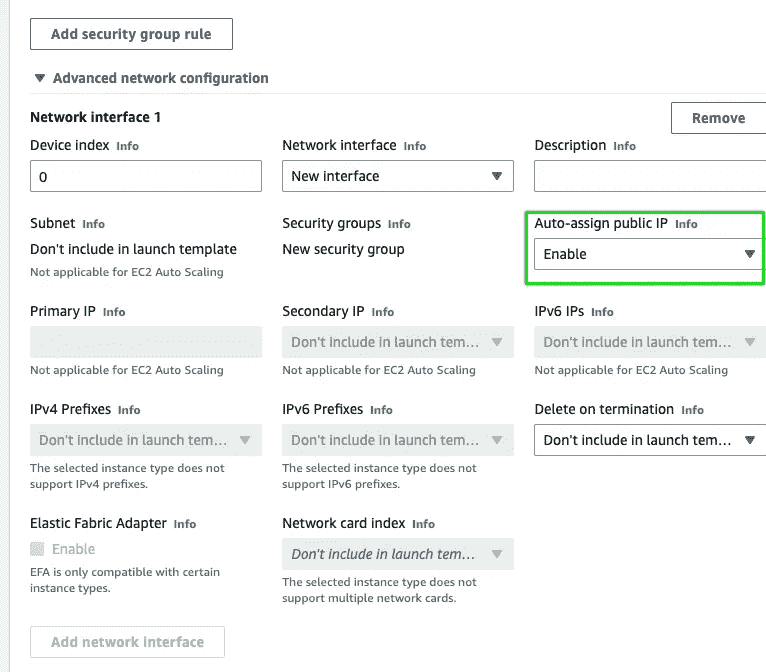 Add security group rule
▼ Advanced network configuration
Network interface 1
Remove
Device index Info
Network interface Info
Description Info
0
New interface
Subnet Info
Security groups Info
Auto-assign public IP Info
Don't include in launch template
New security group
Enable
Not applicable for EC2 Auto Scaling
Primary IP Info
Secondary IP Info
IPv6 IPs Info
Don't include in launch tem...
Don't include in launch tem...
Not applicable for EC2 Auto Scaling
Not applicable for EC2 Auto Scaling
Not applicable for EC2 Auto Scaling
IPv4 Prefixes Info
IPv6 Prefixes Info
Delete on termination Info
Don't include in launch tem...
Don't include in launch tem...
Don't include in launch tem...
The selected instance type does not
support IPv4 prefixes.
The selected instance type does not
support IPv6 prefixes.
Elastic Fabric Adapter Info
Network card index Info
Enable
Don't include in launch tem...
EFA is only compatible with certain
instance types.
The selected instance type does not
support multiple network cards.
Add network interface